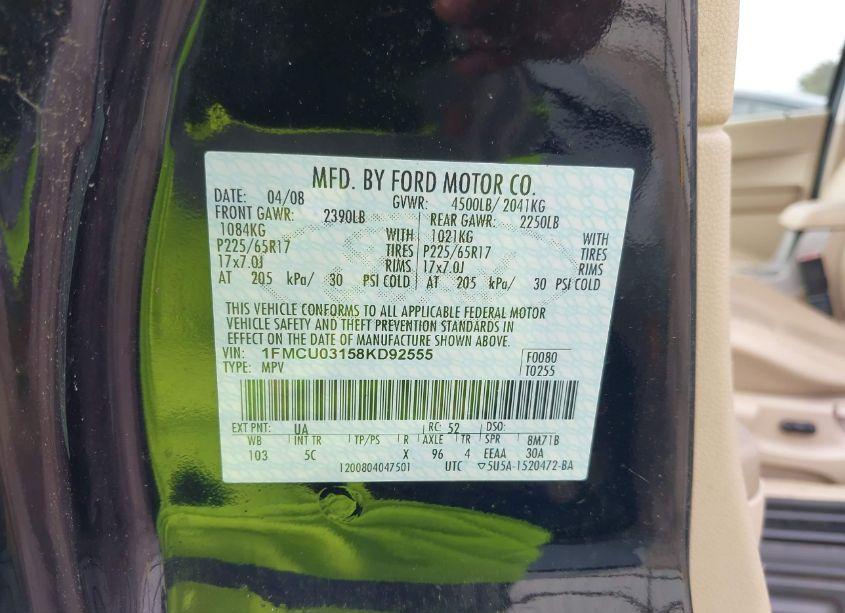 MFD. BY FORD MOTOR CO.
DATE: 04/08 GVWR: 4500LB/ 2041KG
FRONT GAWR: 2390LB REAR GAWR: 2250LB
1084KG WITH 1021KG WITH
P225/65R17 TIRES P225/65R17 TIRES
17x7.0J RIMS 17x7.0J RIMS
AT 205 kPa/ 30 PSI COLD AT 205 kPa/ 30 PSI COLD
THIS VEHICLE CONFORMS TO ALL APPLICABLE FEDERAL MOTOR
VEHICLE SAFETY AND THEFT PREVENTION STANDARDS IN
EFFECT ON THE DATE OF MANUFACTURE SHOWN ABOVE.
VIN: 1FMCU03158KD92555 F0080
TYPE: MPV T0255
EXT PNT: UA RC: 52 DSO:
WB INT TR TP/PS R AXLE TR SPR 8M71B
103 5C X 96 4 EEAA 30A
1200804047501 UTC ▽5U5A-1520472-BA